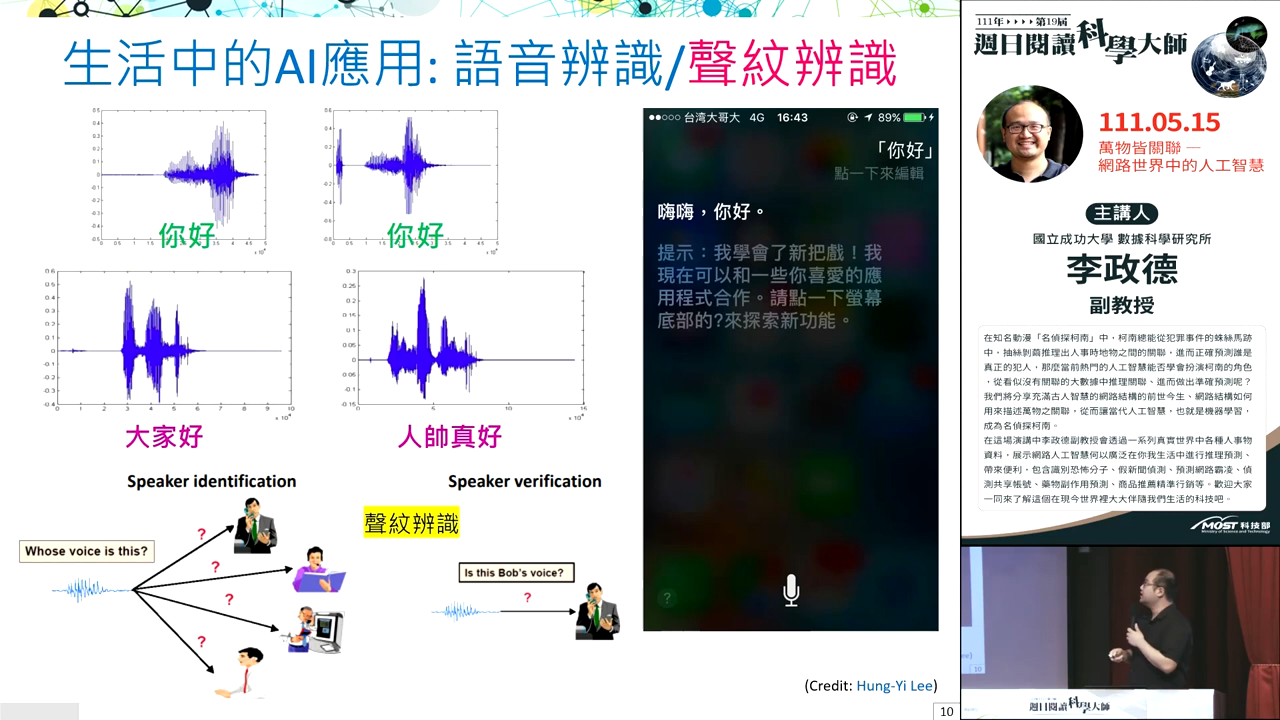 生活中的AI應用: 語音辨識/聲紋辨識
你好
你好
大家好
人帥真好
Speaker identification
Speaker verification
聲紋辨識
Whose voice is this?
?
?
?
?
Is this Bob's voice?
?
台湾大哥大 4G 16:43 89%
「你好」
點一下來編輯
嗨嗨，你好。
提示：我學會了新把戲！我
現在可以和一些你喜愛的應
用程式合作。請點一下螢幕
底部的?來探索新功能。
?
(Credit: Hung-Yi Lee)
10
111年 第19屆
週日閱讀科學大師
111.05.15
萬物皆關聯 —
網路世界中的人工智慧
主講人
國立成功大學 數據科學研究所
李政德
副教授
在知名動漫「名偵探柯南」中，柯南總能從犯罪事件的蛛絲馬跡
中，抽絲剝繭推理出人事時地物之間的關聯，進而正確預測誰是
真正的犯人，那麼當前熱門的人工智慧能否學會扮演柯南的角色
，從看似沒有關聯的大數據中推理關聯、進而做出準確預測呢？
我們將分享充滿古人智慧的網路結構的前世今生、網路結構如何
用來描述萬物之關聯，從而讓當代人工智慧，也就是機器學習，
成為名偵探柯南。
在這場演講中李政德副教授會透過一系列真實世界中各種人事物
資料，展示網路人工智慧何以廣泛在你我生活中進行推理預測、
帶來便利，包含識別恐怖分子、假新聞偵測、預測網路霸凌、偵
測共享帳號、藥物副作用預測、商品推薦精準行銷等。歡迎大家
一同來了解這個在現今世界裡大大伴隨我們生活的科技吧。
MOST 科技部
Ministry of Science and Technology
週日閱讀科學大師